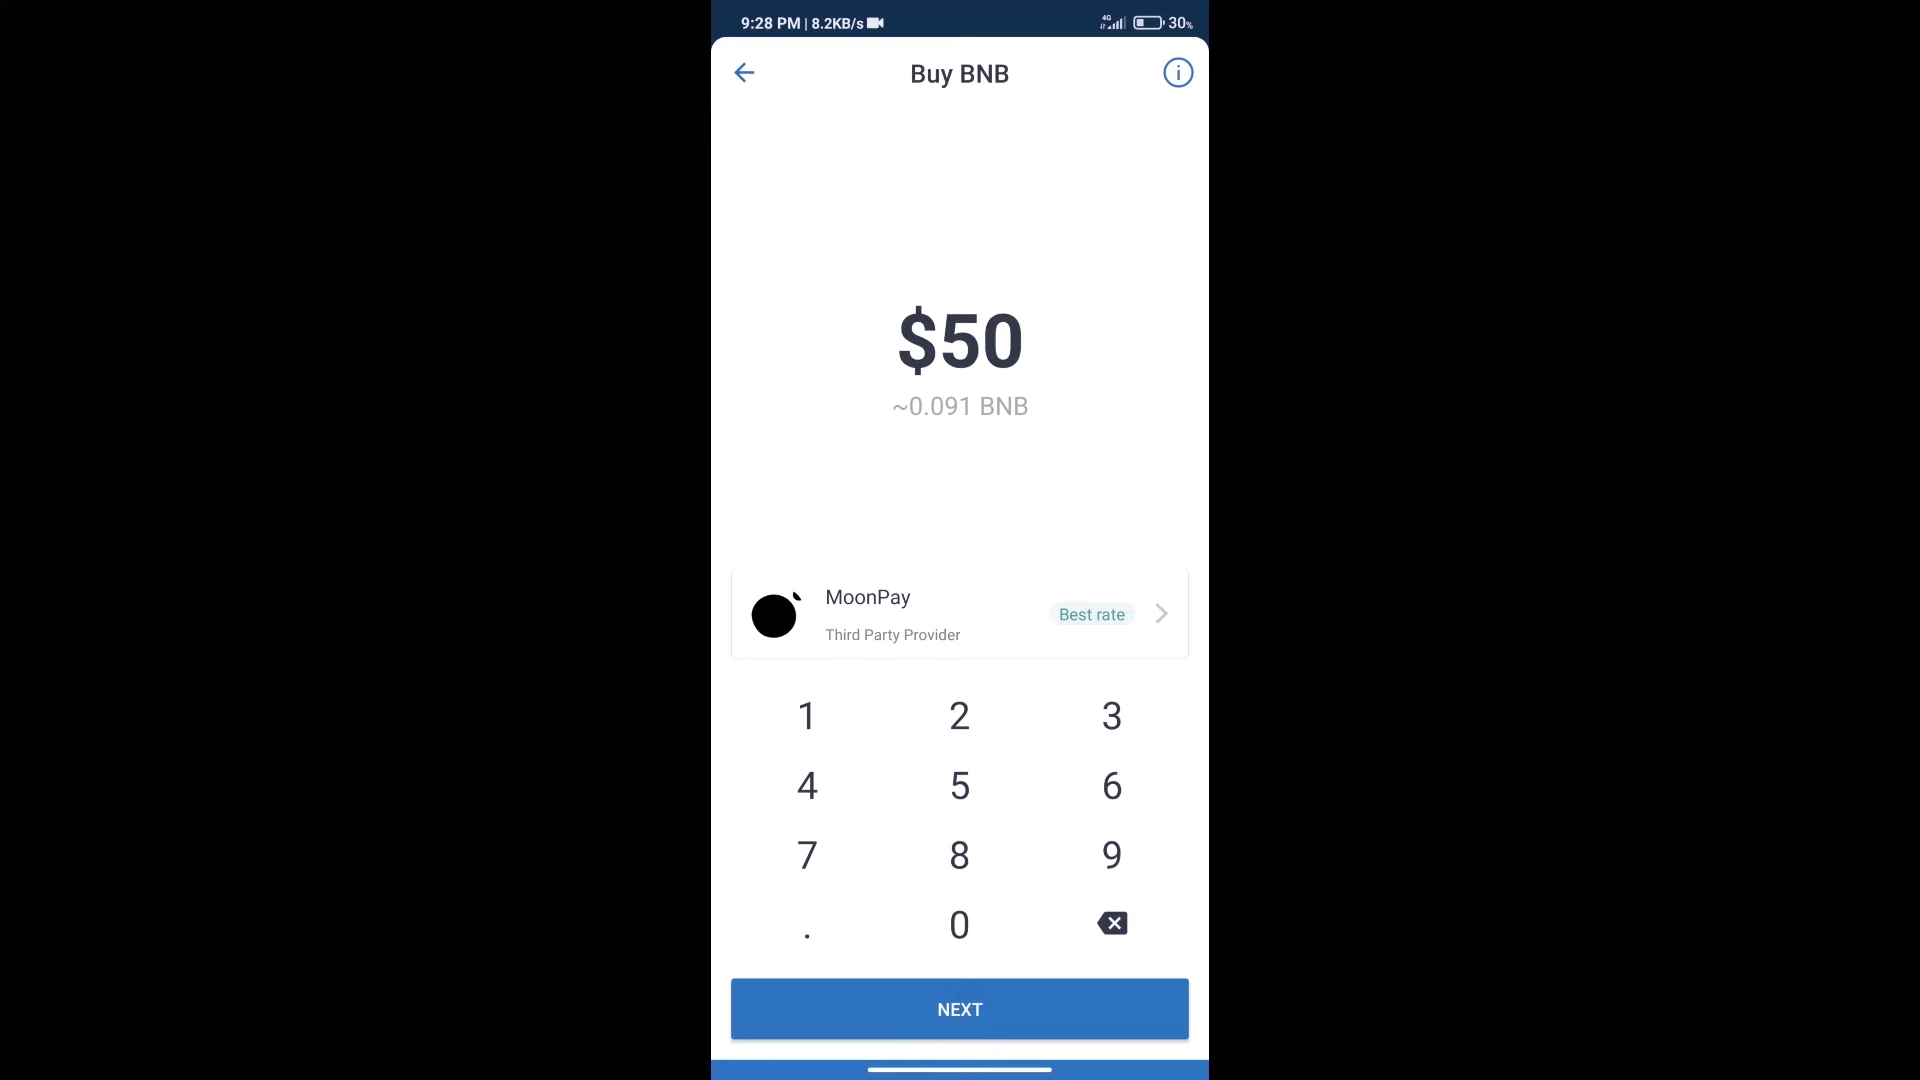 9:28 PM | 8.2KB/s 4G 30%
Buy BNB
$50
~0.091 BNB
MoonPay
Best rate
Third Party Provider
1 2 3
4 5 6
7 8 9
. 0
NEXT